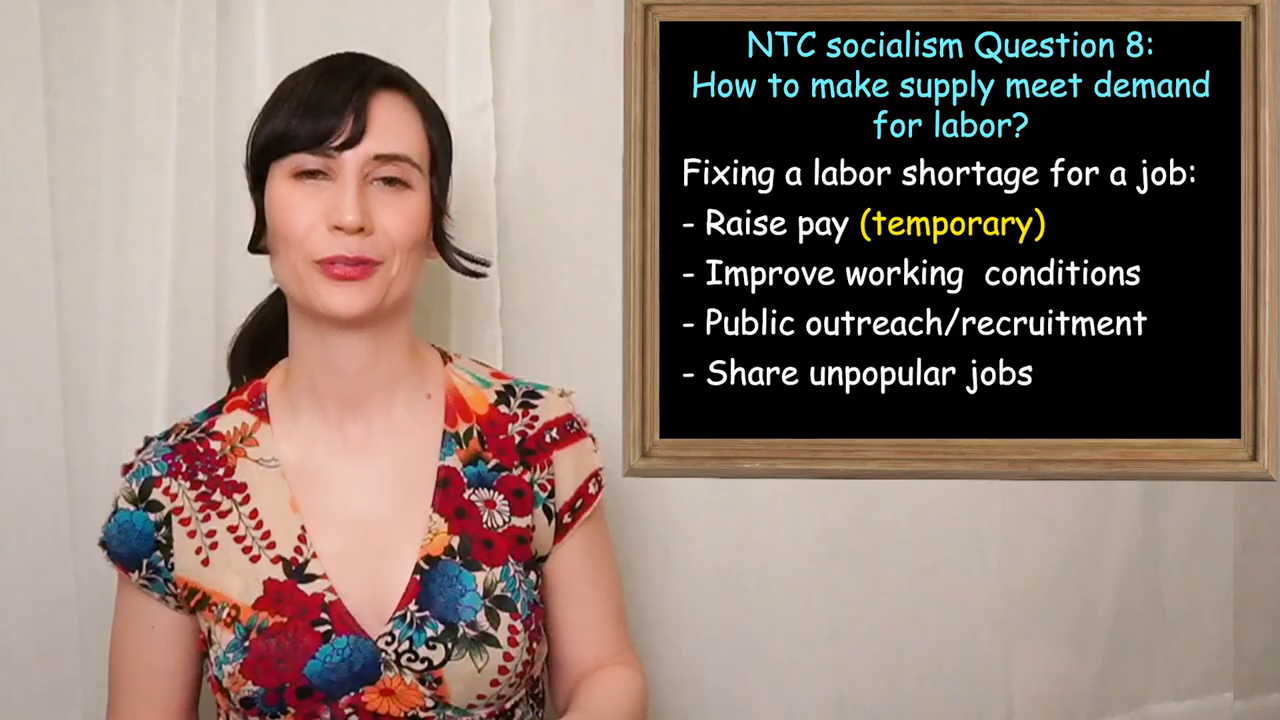 NTC socialism Question 8:
How to make supply meet demand
for labor?
Fixing a labor shortage for a job:
- Raise pay (temporary)
- Improve working  conditions
- Public outreach/recruitment
- Share unpopular jobs